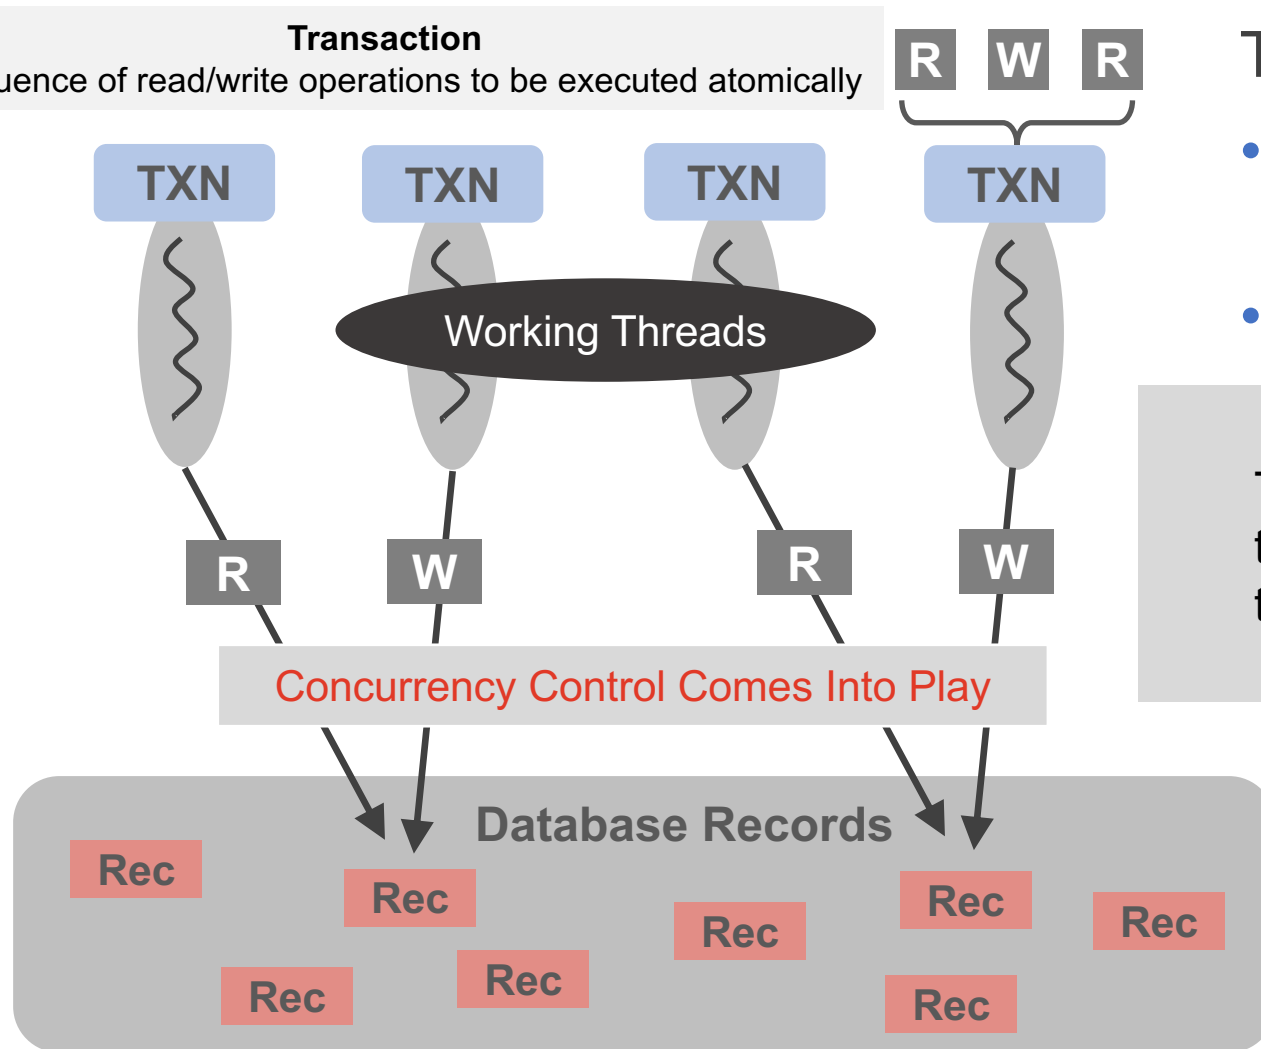 Transaction
of read/write operations to be executed atomically
R W R
T
TXN TXN TXN TXN
Working Threads
R W R W
Concurrency Control Comes Into Play
Database Records
Rec Rec Rec Rec Rec
Rec Rec Rec